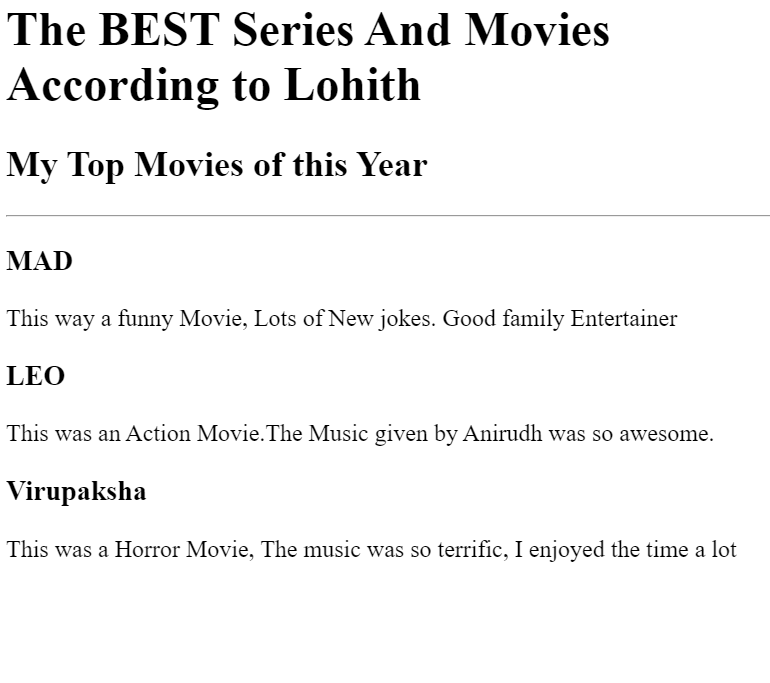 The BEST Series And Movies
According to Lohith
My Top Movies of this Year
MAD
This way a funny Movie, Lots of New jokes. Good family Entertainer
LEO
This was an Action Movie.The Music given by Anirudh was so awesome.
Virupaksha
This was a Horror Movie, The music was so terrific, I enjoyed the time a lot